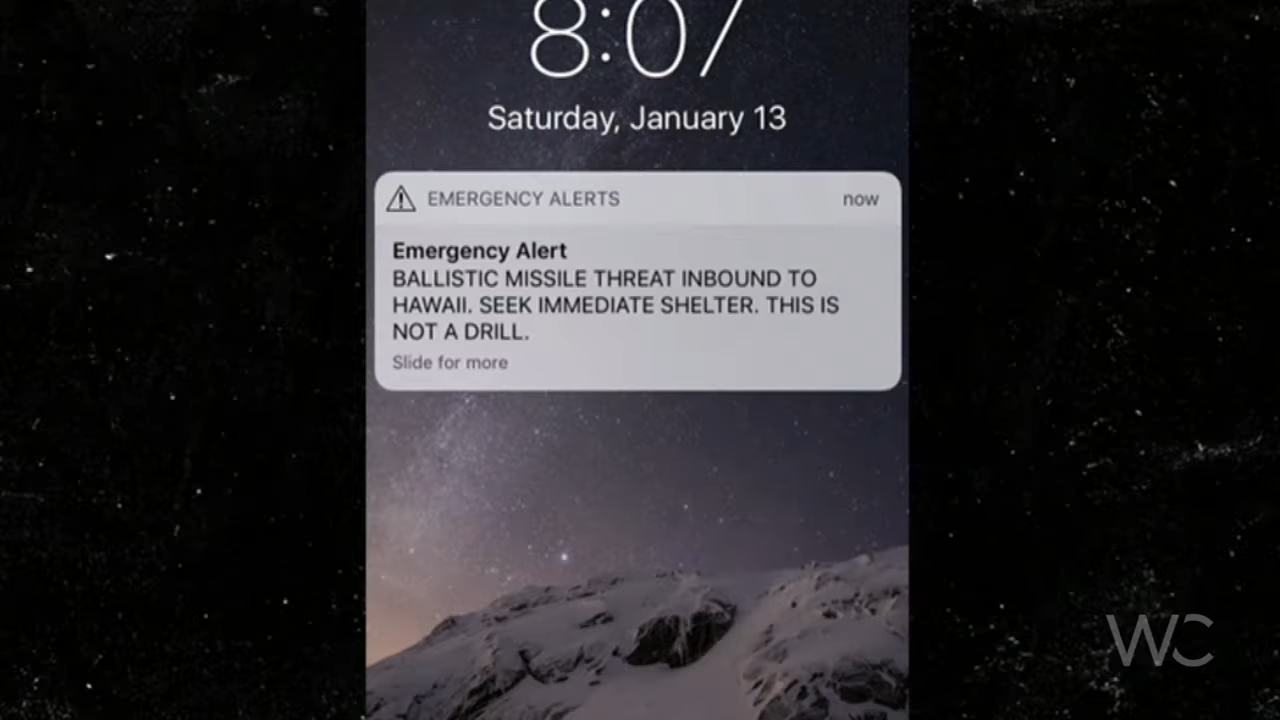 8:07
Saturday, January 13
EMERGENCY ALERTS now
Emergency Alert
BALLISTIC MISSILE THREAT INBOUND TO
HAWAII. SEEK IMMEDIATE SHELTER. THIS IS
NOT A DRILL.
Slide for more
WC